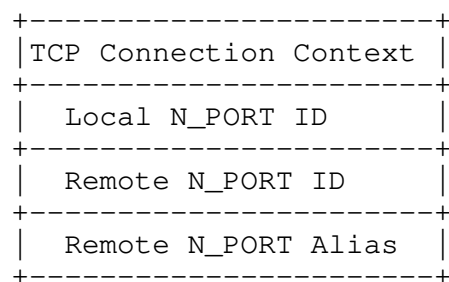 TCP Connection Context
Local N_PORT ID
Remote N_PORT ID
Remote N_PORT Alias